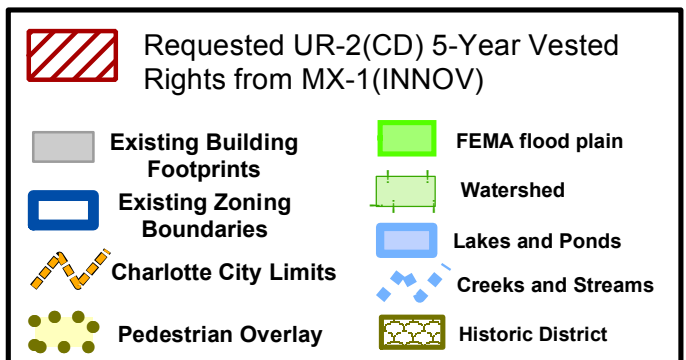 Requested UR-2(CD) 5-Year Vested
Rights from MX-1(INNOV)
Existing Building
Footprints
Existing Zoning
Boundaries
Charlotte City Limits
Pedestrian Overlay
FEMA flood plain
Watershed
Lakes and Ponds
Creeks and Streams
Historic District